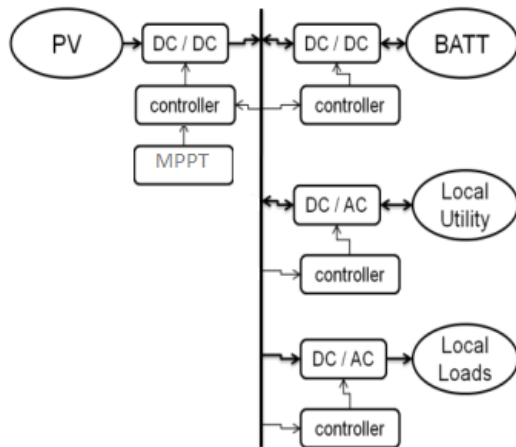 PV
DC / DC
DC / DC
BATT
controller
controller
MPPT
DC / AC
Local
Utility
controller
DC / AC
Local
Loads
controller